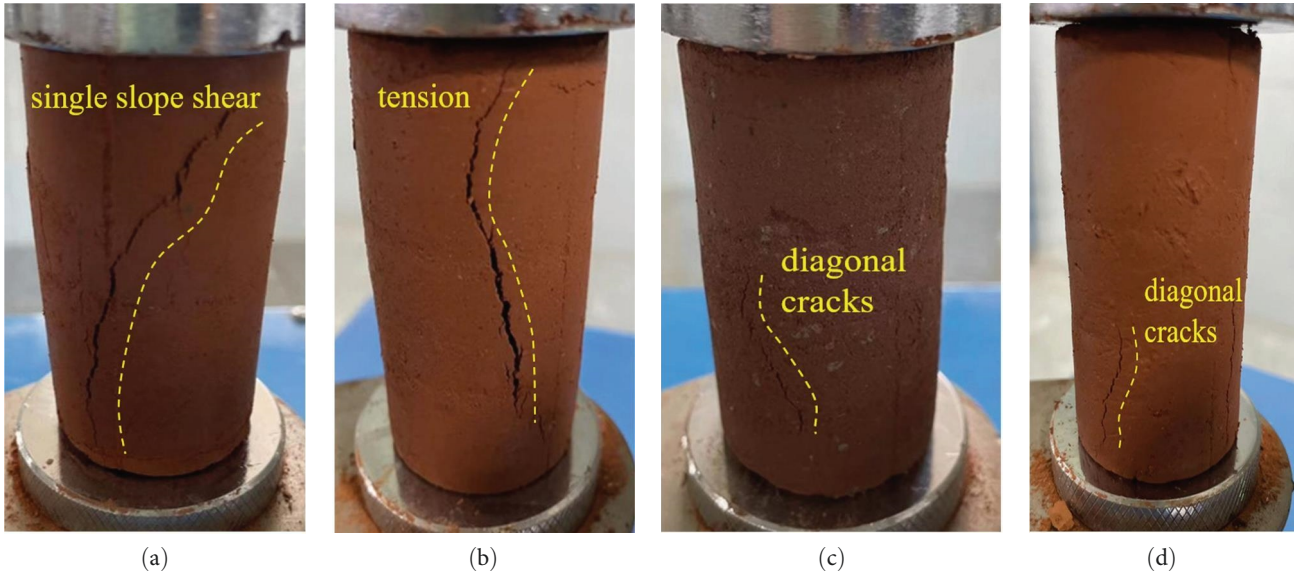 single slope shear
tension
diagonal
cracks
diagonal
cracks
(a)
(b)
(c)
(d)